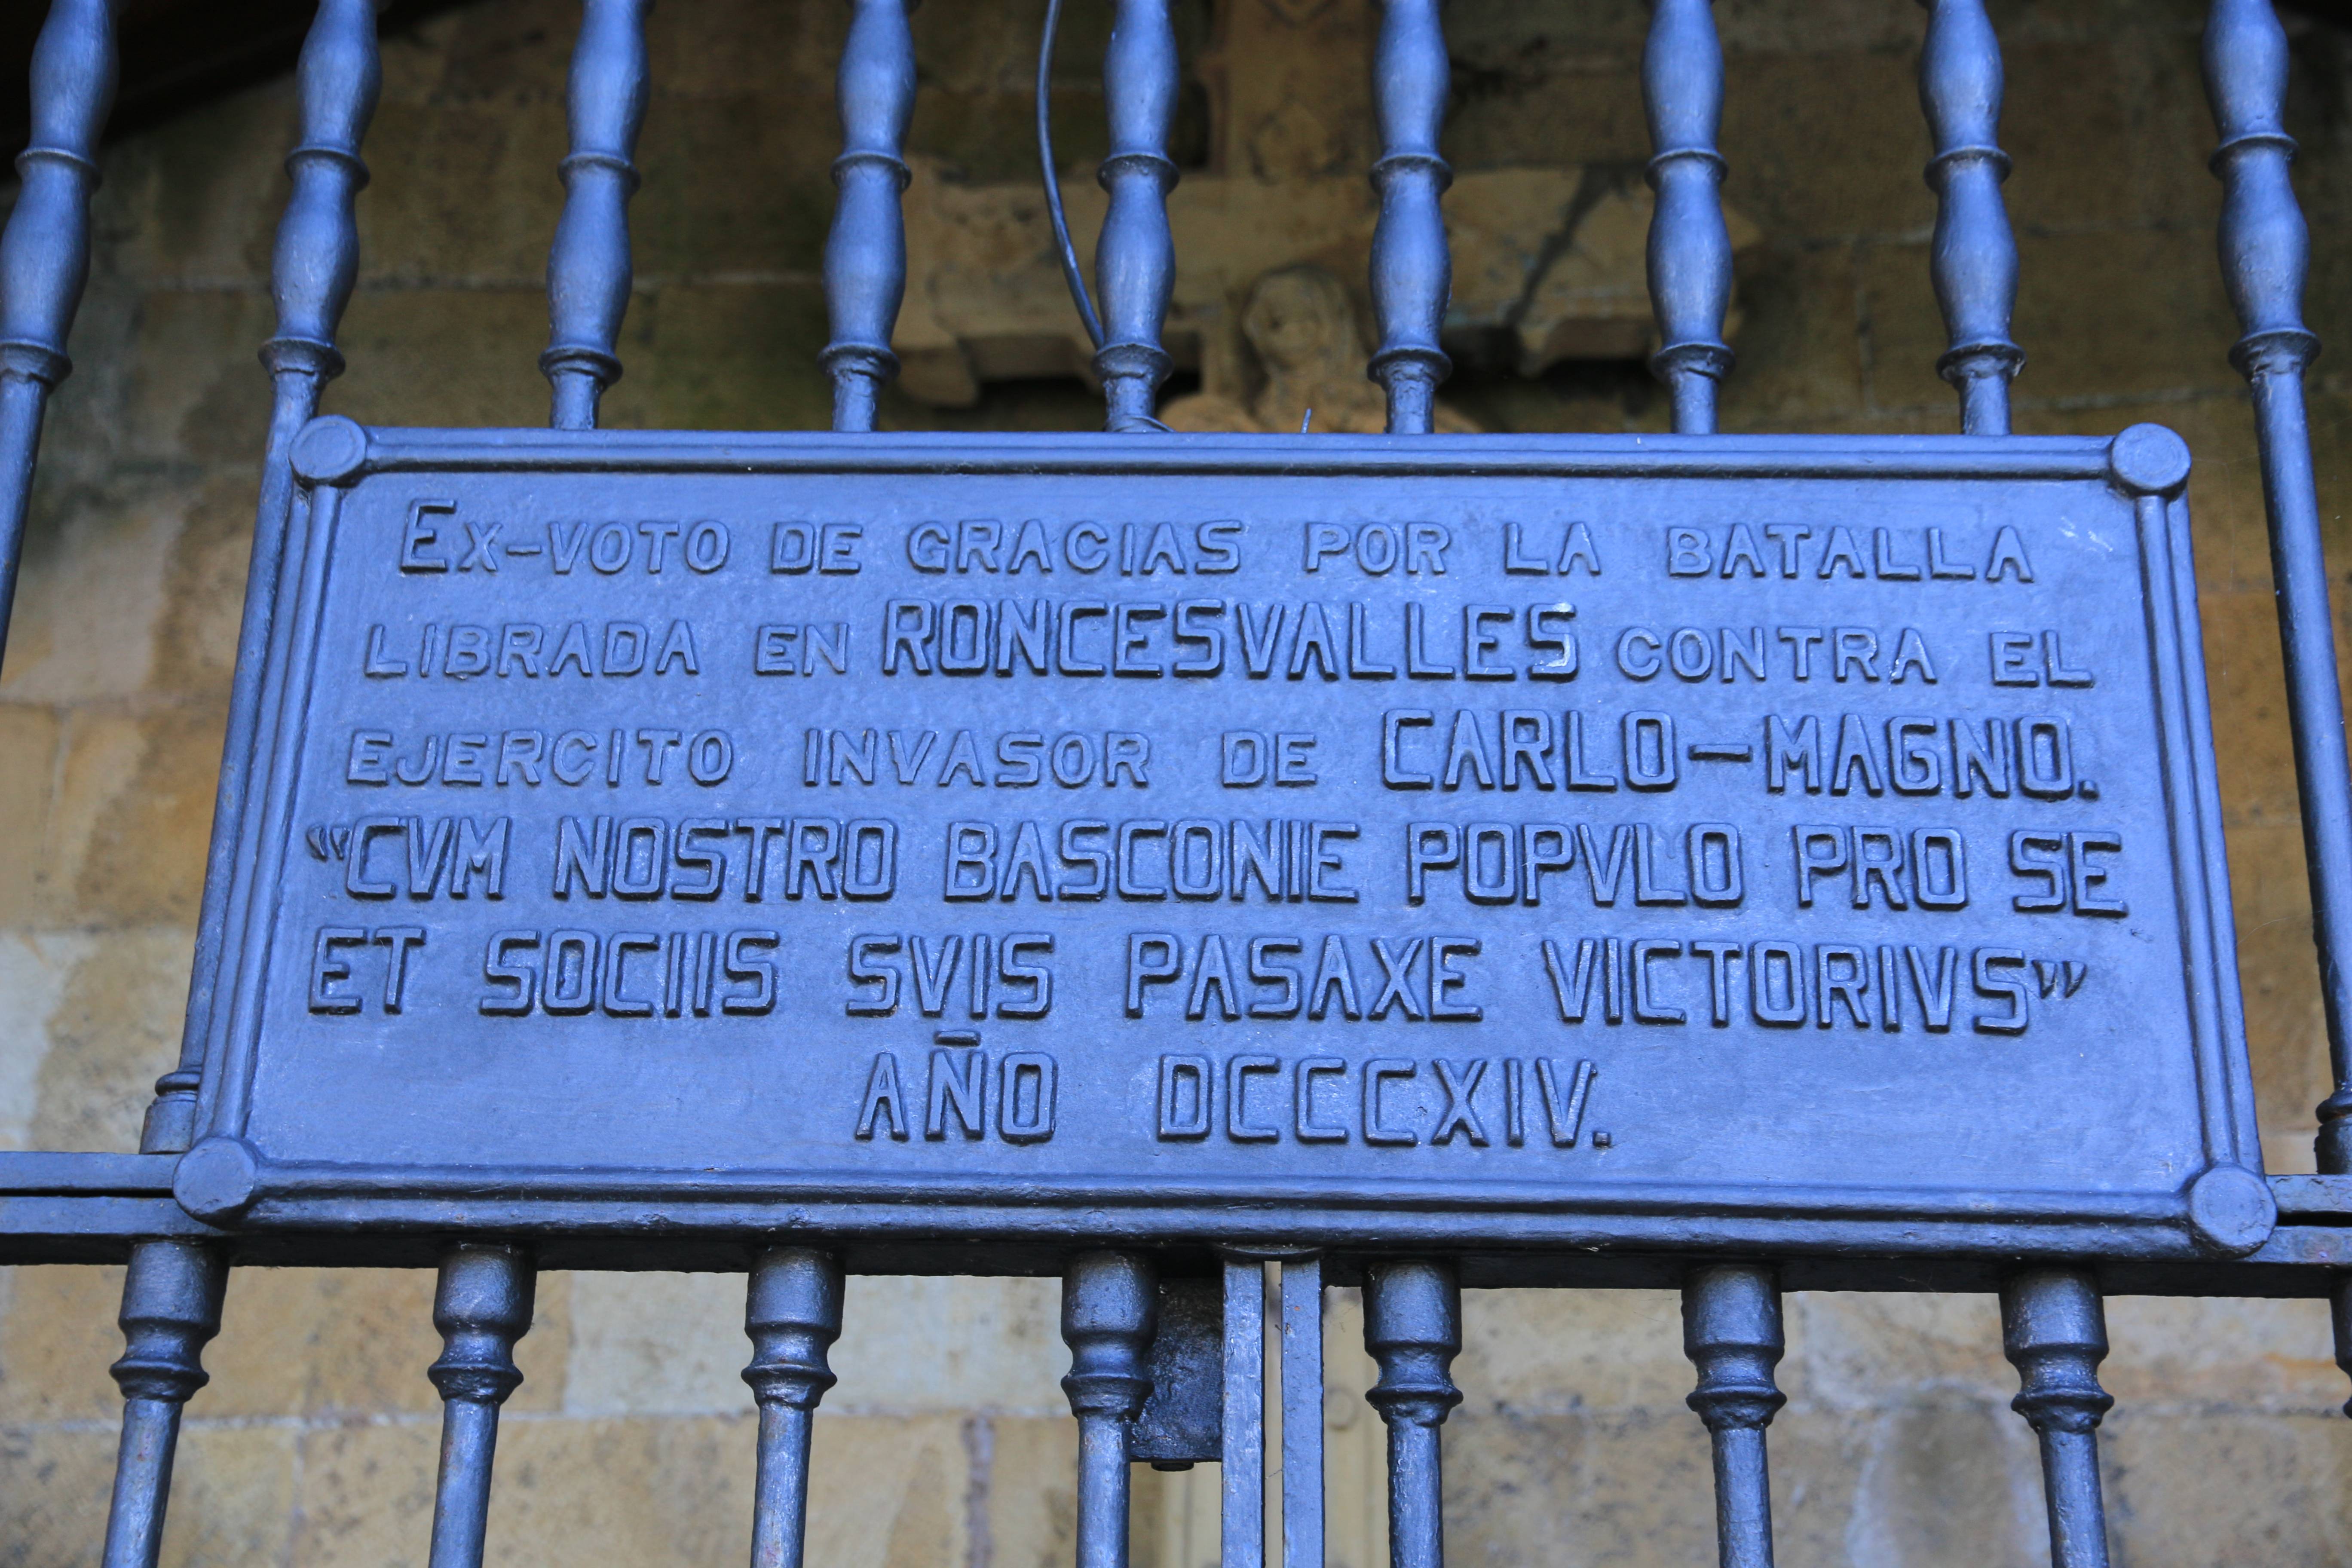 EX-VOTO DE GRACIAS POR LA BATALLA
LIBRADA EN RONCESVALLES CONTRA EL
EJERCITO INVASOR DE CARLO-MAGNO.
"CVM NOSTRO BASCONIE POPVLO PRO SE
ET SOCIIS SVIS PASAXE VICTORIVS"
AÑO DCCCXIV.